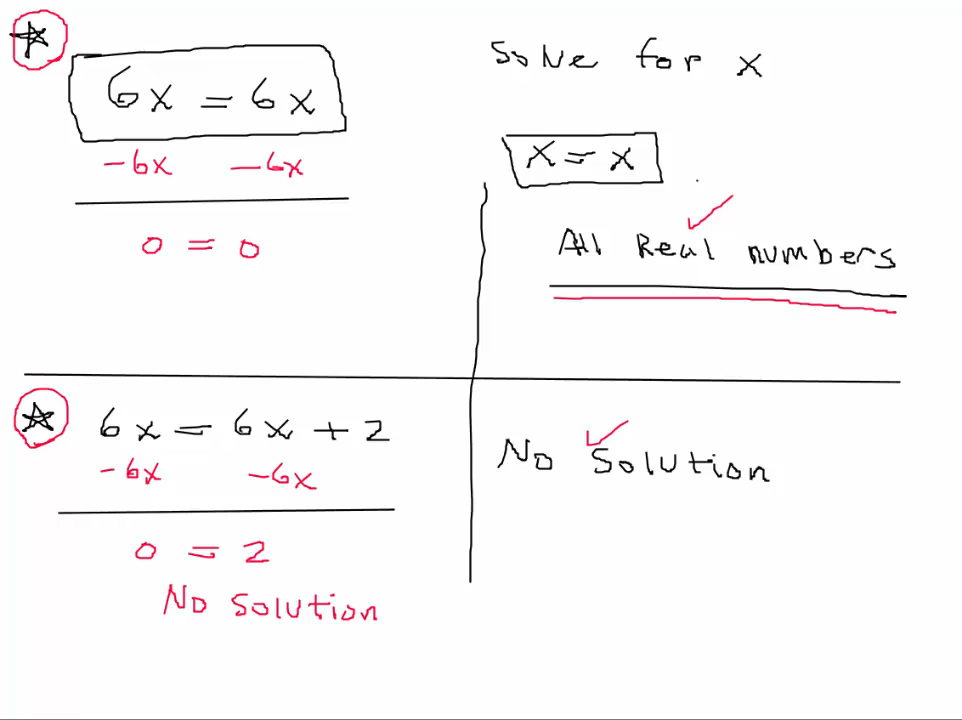 6x = 6x
-6x -6x
0 = 0
Solve for x
x = x
All Real numbers
6x = 6x + 2
-6x -6x
0 = 2
No Solution
No Solution